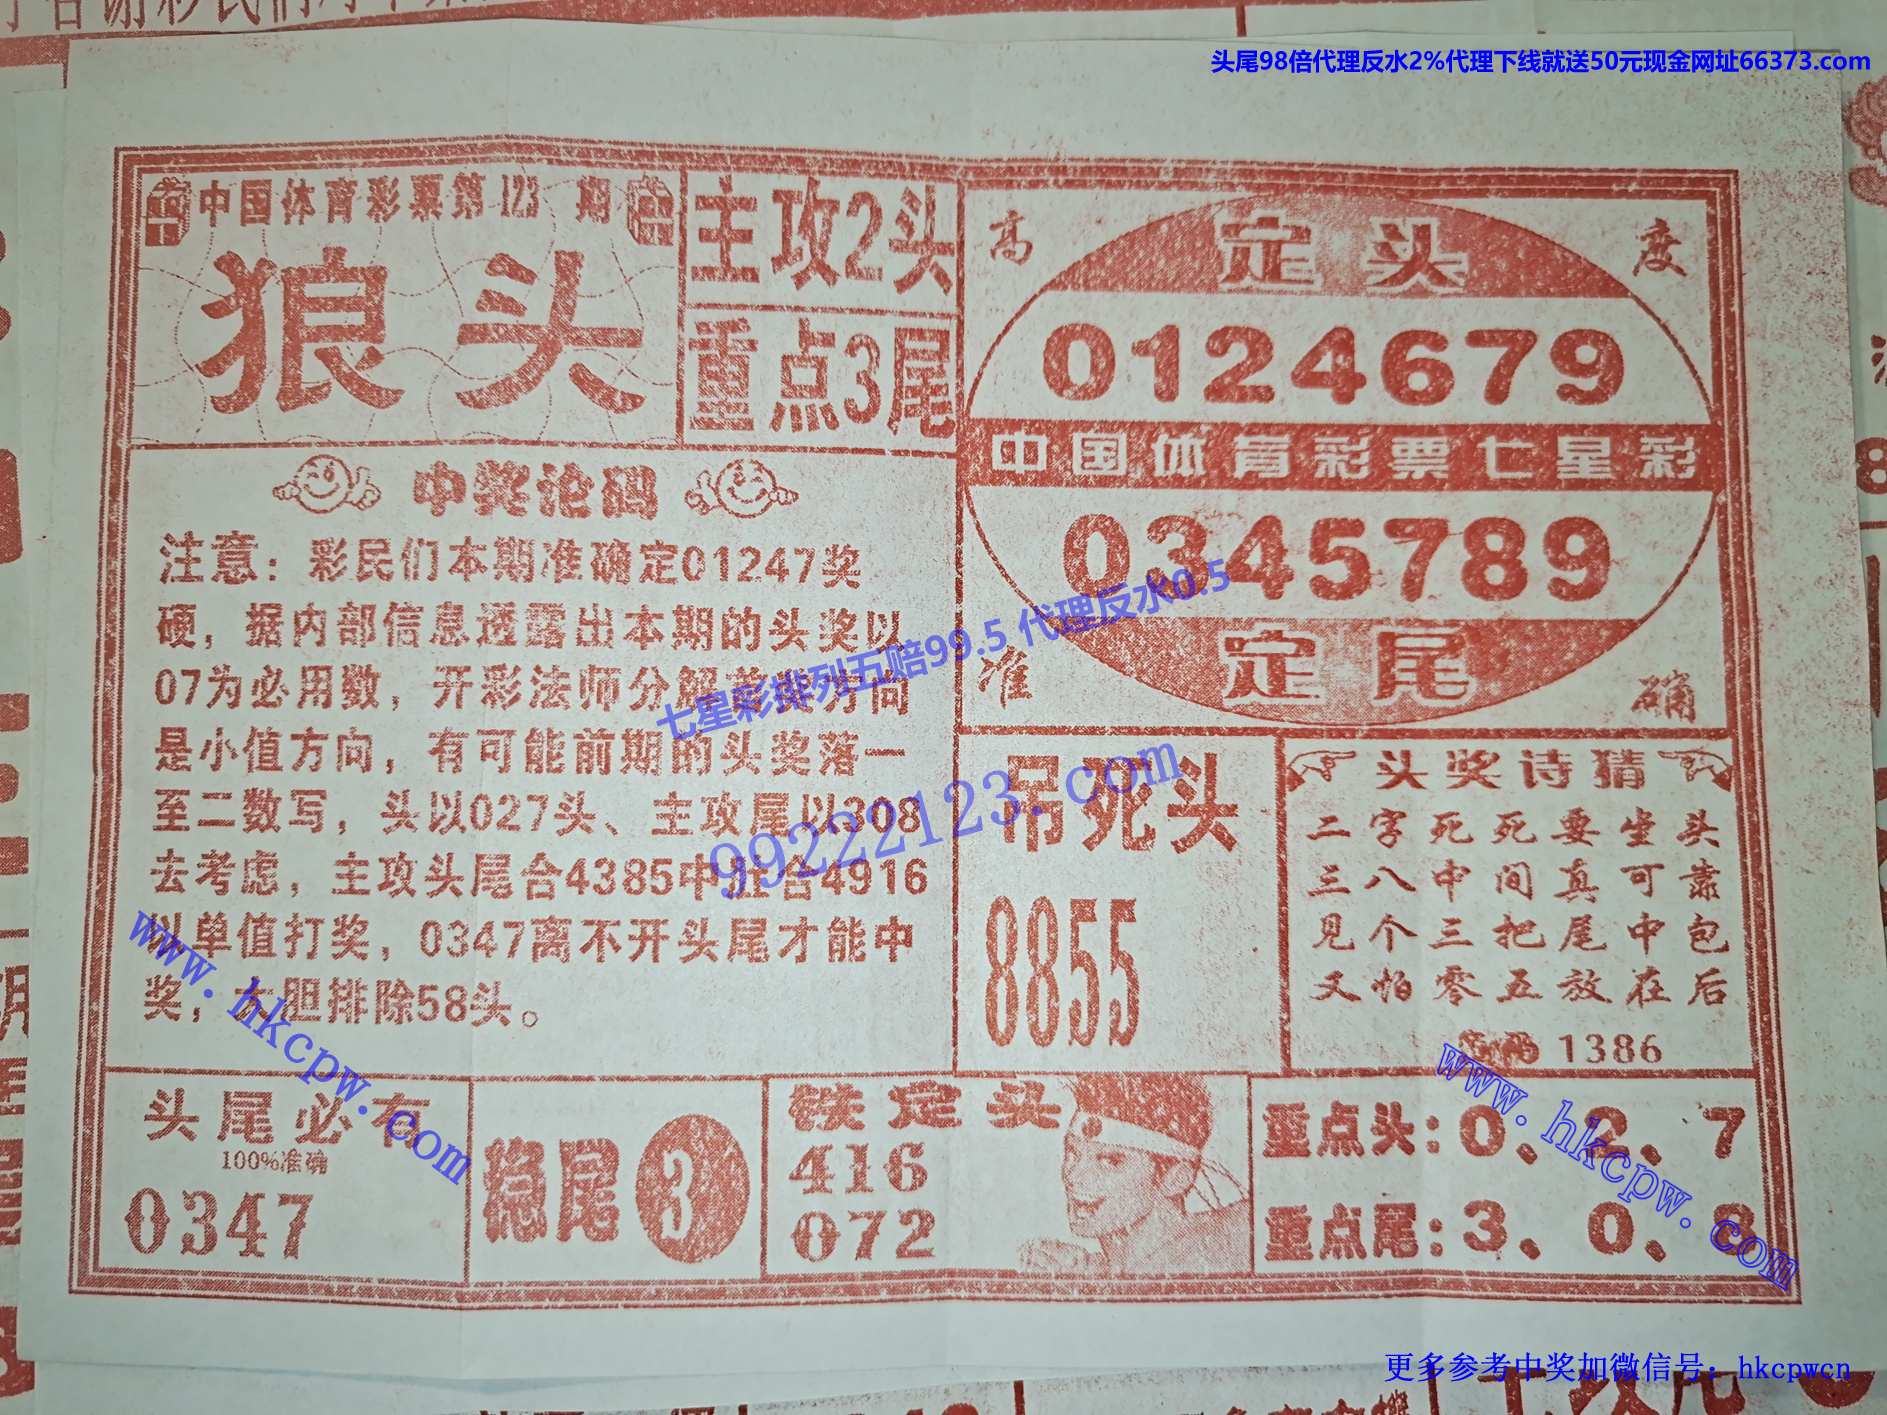 头尾98倍代理反水2%代理下线就送50元现金网址66373.com
中国体育彩票第123期
狼头
主攻2头
重点3尾
高度
定头
0124679
中国体育彩票七星彩
0345789
定尾
准确
中奖论码
注意：彩民们本期准确定01247奖
硬，据内部信息透露出本期的头奖以
07为必用数，开彩法师分解首奖方向
是小值方向，有可能前期的头奖落一
至二数写，头以027头、主攻尾以308
去考虑，主攻头尾合4385中肚合4916
以单值打奖，0347离不开头尾才能中
奖，大胆排除58头。
七星彩排列五赔99.5 代理反水0.5
99222123.com
吊死头
8855
头奖诗猜
二字死死要坐头
三八中间真可靠
见个三把尾中包
又怕零五放在后
1386
www.hkcpw.com
头尾必有
100%准确
0347
稳尾
3
铁定头
416
072
重点头：0、2、7
重点尾：3、0、8
www.hkcpw.com
更多参考中奖加微信号：hkcpwcn